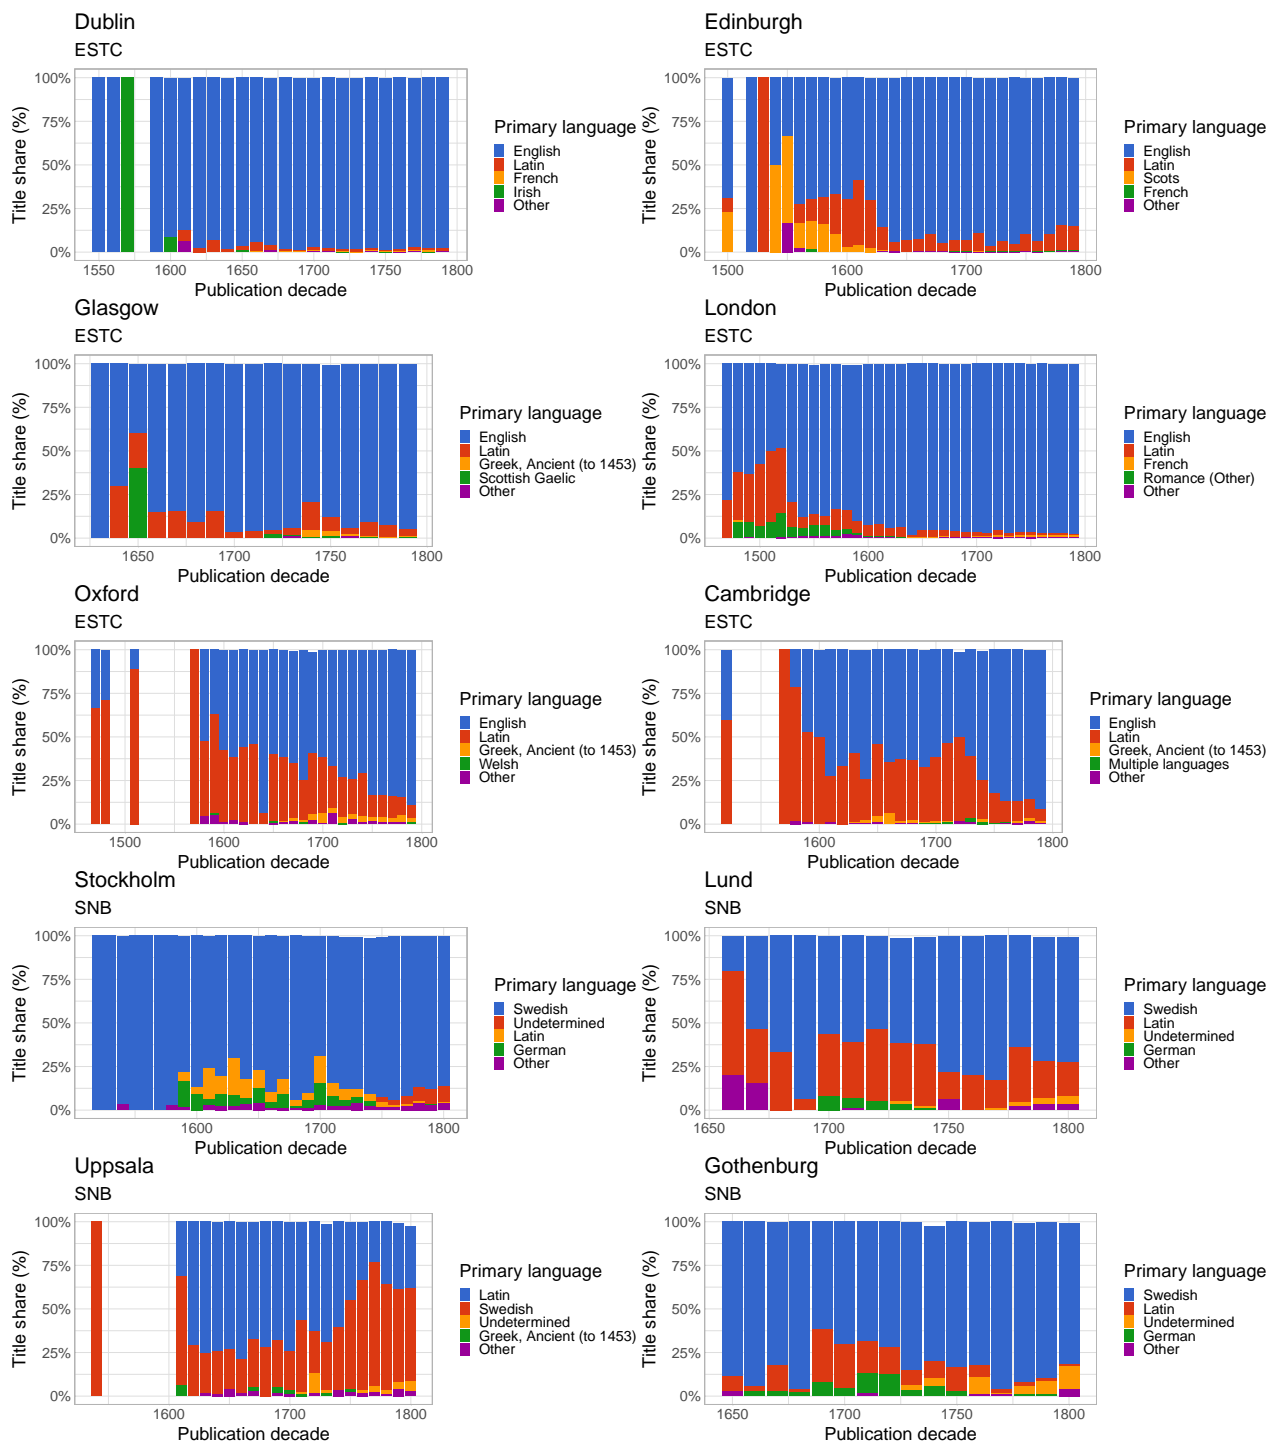 Dublin
ESTC
Title share (%)
100%
75%
50%
25%
0%
1550
1600
1650
1700
1750
1800
Publication decade
Primary language
English
Latin
French
Irish
Other
Edinburgh
ESTC
Title share (%)
100%
75%
50%
25%
0%
1500
1600
1700
1800
Publication decade
Primary language
English
Latin
Scots
French
Other
Glasgow
ESTC
Title share (%)
100%
75%
50%
25%
0%
1650
1700
1750
1800
Publication decade
Primary language
English
Latin
Greek, Ancient (to 1453)
Scottish Gaelic
Other
London
ESTC
Title share (%)
100%
75%
50%
25%
0%
1500
1600
1700
1800
Publication decade
Primary language
English
Latin
French
Romance (Other)
Other
Oxford
ESTC
Title share (%)
100%
75%
50%
25%
0%
1500
1600
1700
1800
Publication decade
Primary language
English
Latin
Greek, Ancient (to 1453)
Welsh
Other
Cambridge
ESTC
Title share (%)
100%
75%
50%
25%
0%
1600
1700
1800
Publication decade
Primary language
English
Latin
Greek, Ancient (to 1453)
Multiple languages
Other
Stockholm
SNB
Title share (%)
100%
75%
50%
25%
0%
1600
1700
1800
Publication decade
Primary language
Swedish
Undetermined
Latin
German
Other
Lund
SNB
Title share (%)
100%
75%
50%
25%
0%
1650
1700
1750
1800
Publication decade
Primary language
Swedish
Latin
Undetermined
German
Other
Uppsala
SNB
Title share (%)
100%
75%
50%
25%
0%
1600
1700
1800
Publication decade
Primary language
Latin
Swedish
Undetermined
Greek, Ancient (to 1453)
Other
Gothenburg
SNB
Title share (%)
100%
75%
50%
25%
0%
1650
1700
1750
1800
Publication decade
Primary language
Swedish
Latin
Undetermined
German
Other